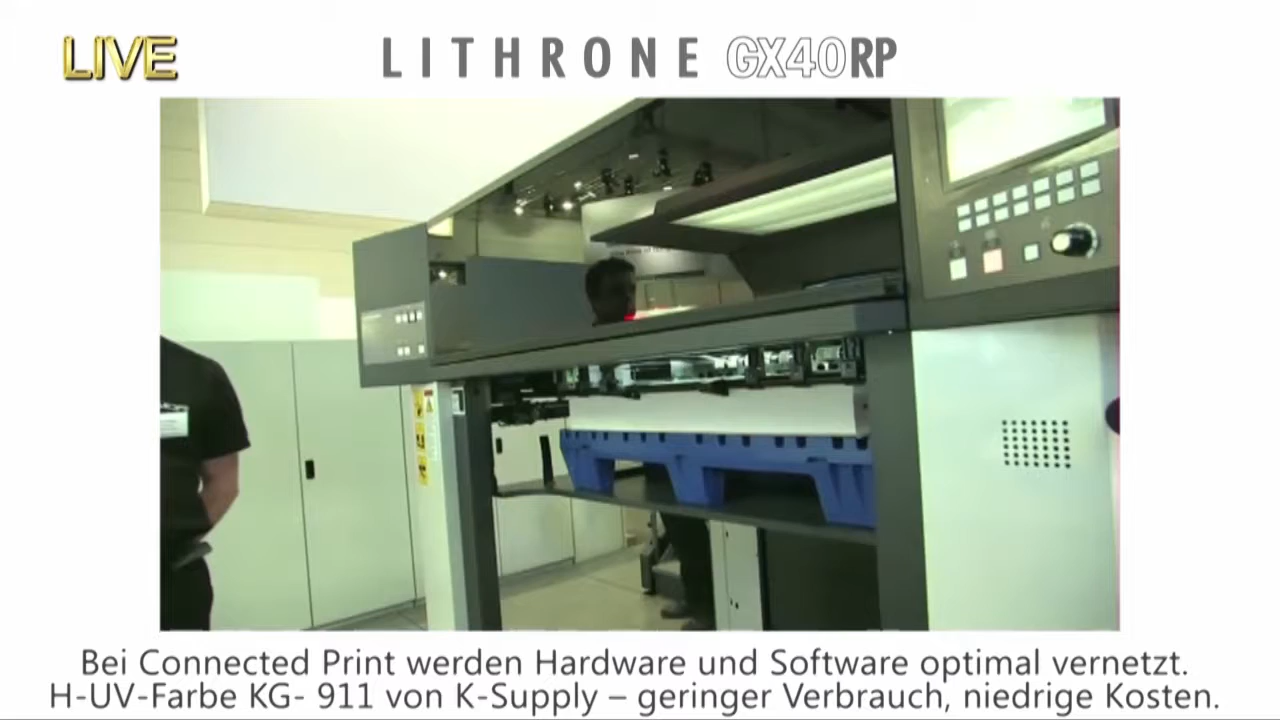 LIVE
LITHRONE GX40RP
Bei Connected Print werden Hardware und Software optimal vernetzt.
H-UV-Farbe KG- 911 von K-Supply – geringer Verbrauch, niedrige Kosten.